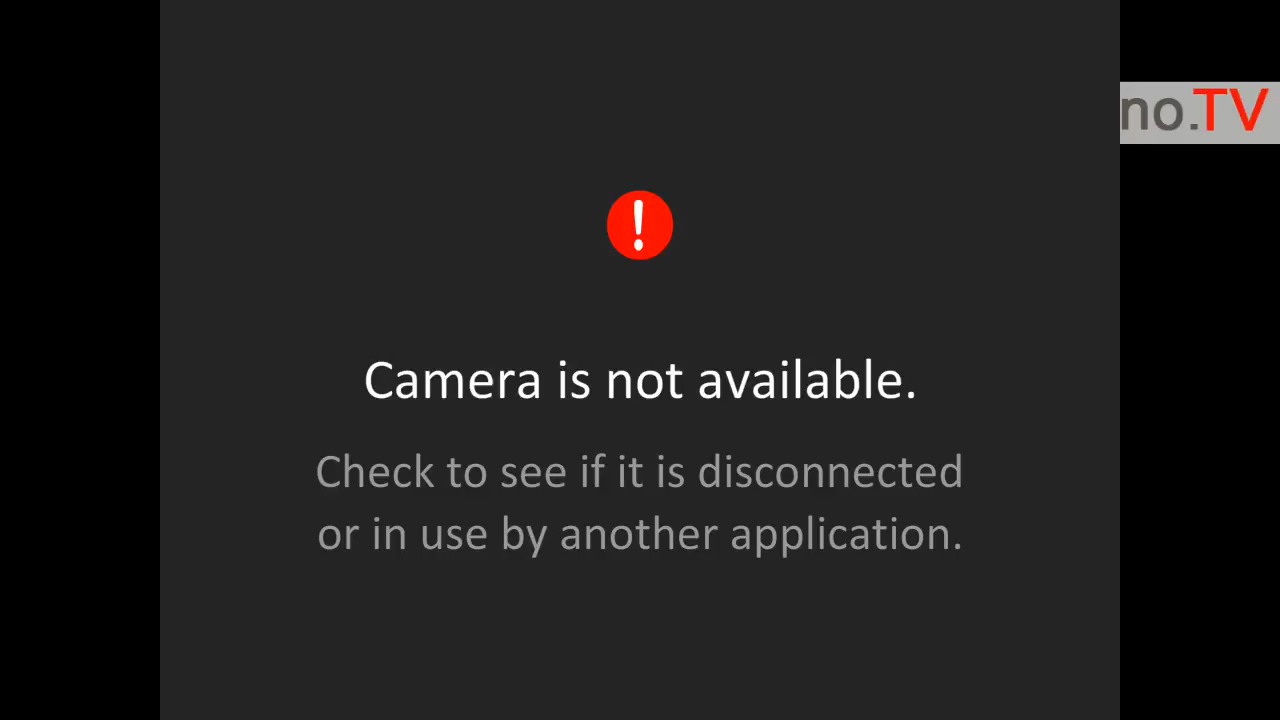 no.TV
!
Camera is not available.
Check to see if it is disconnected
or in use by another application.